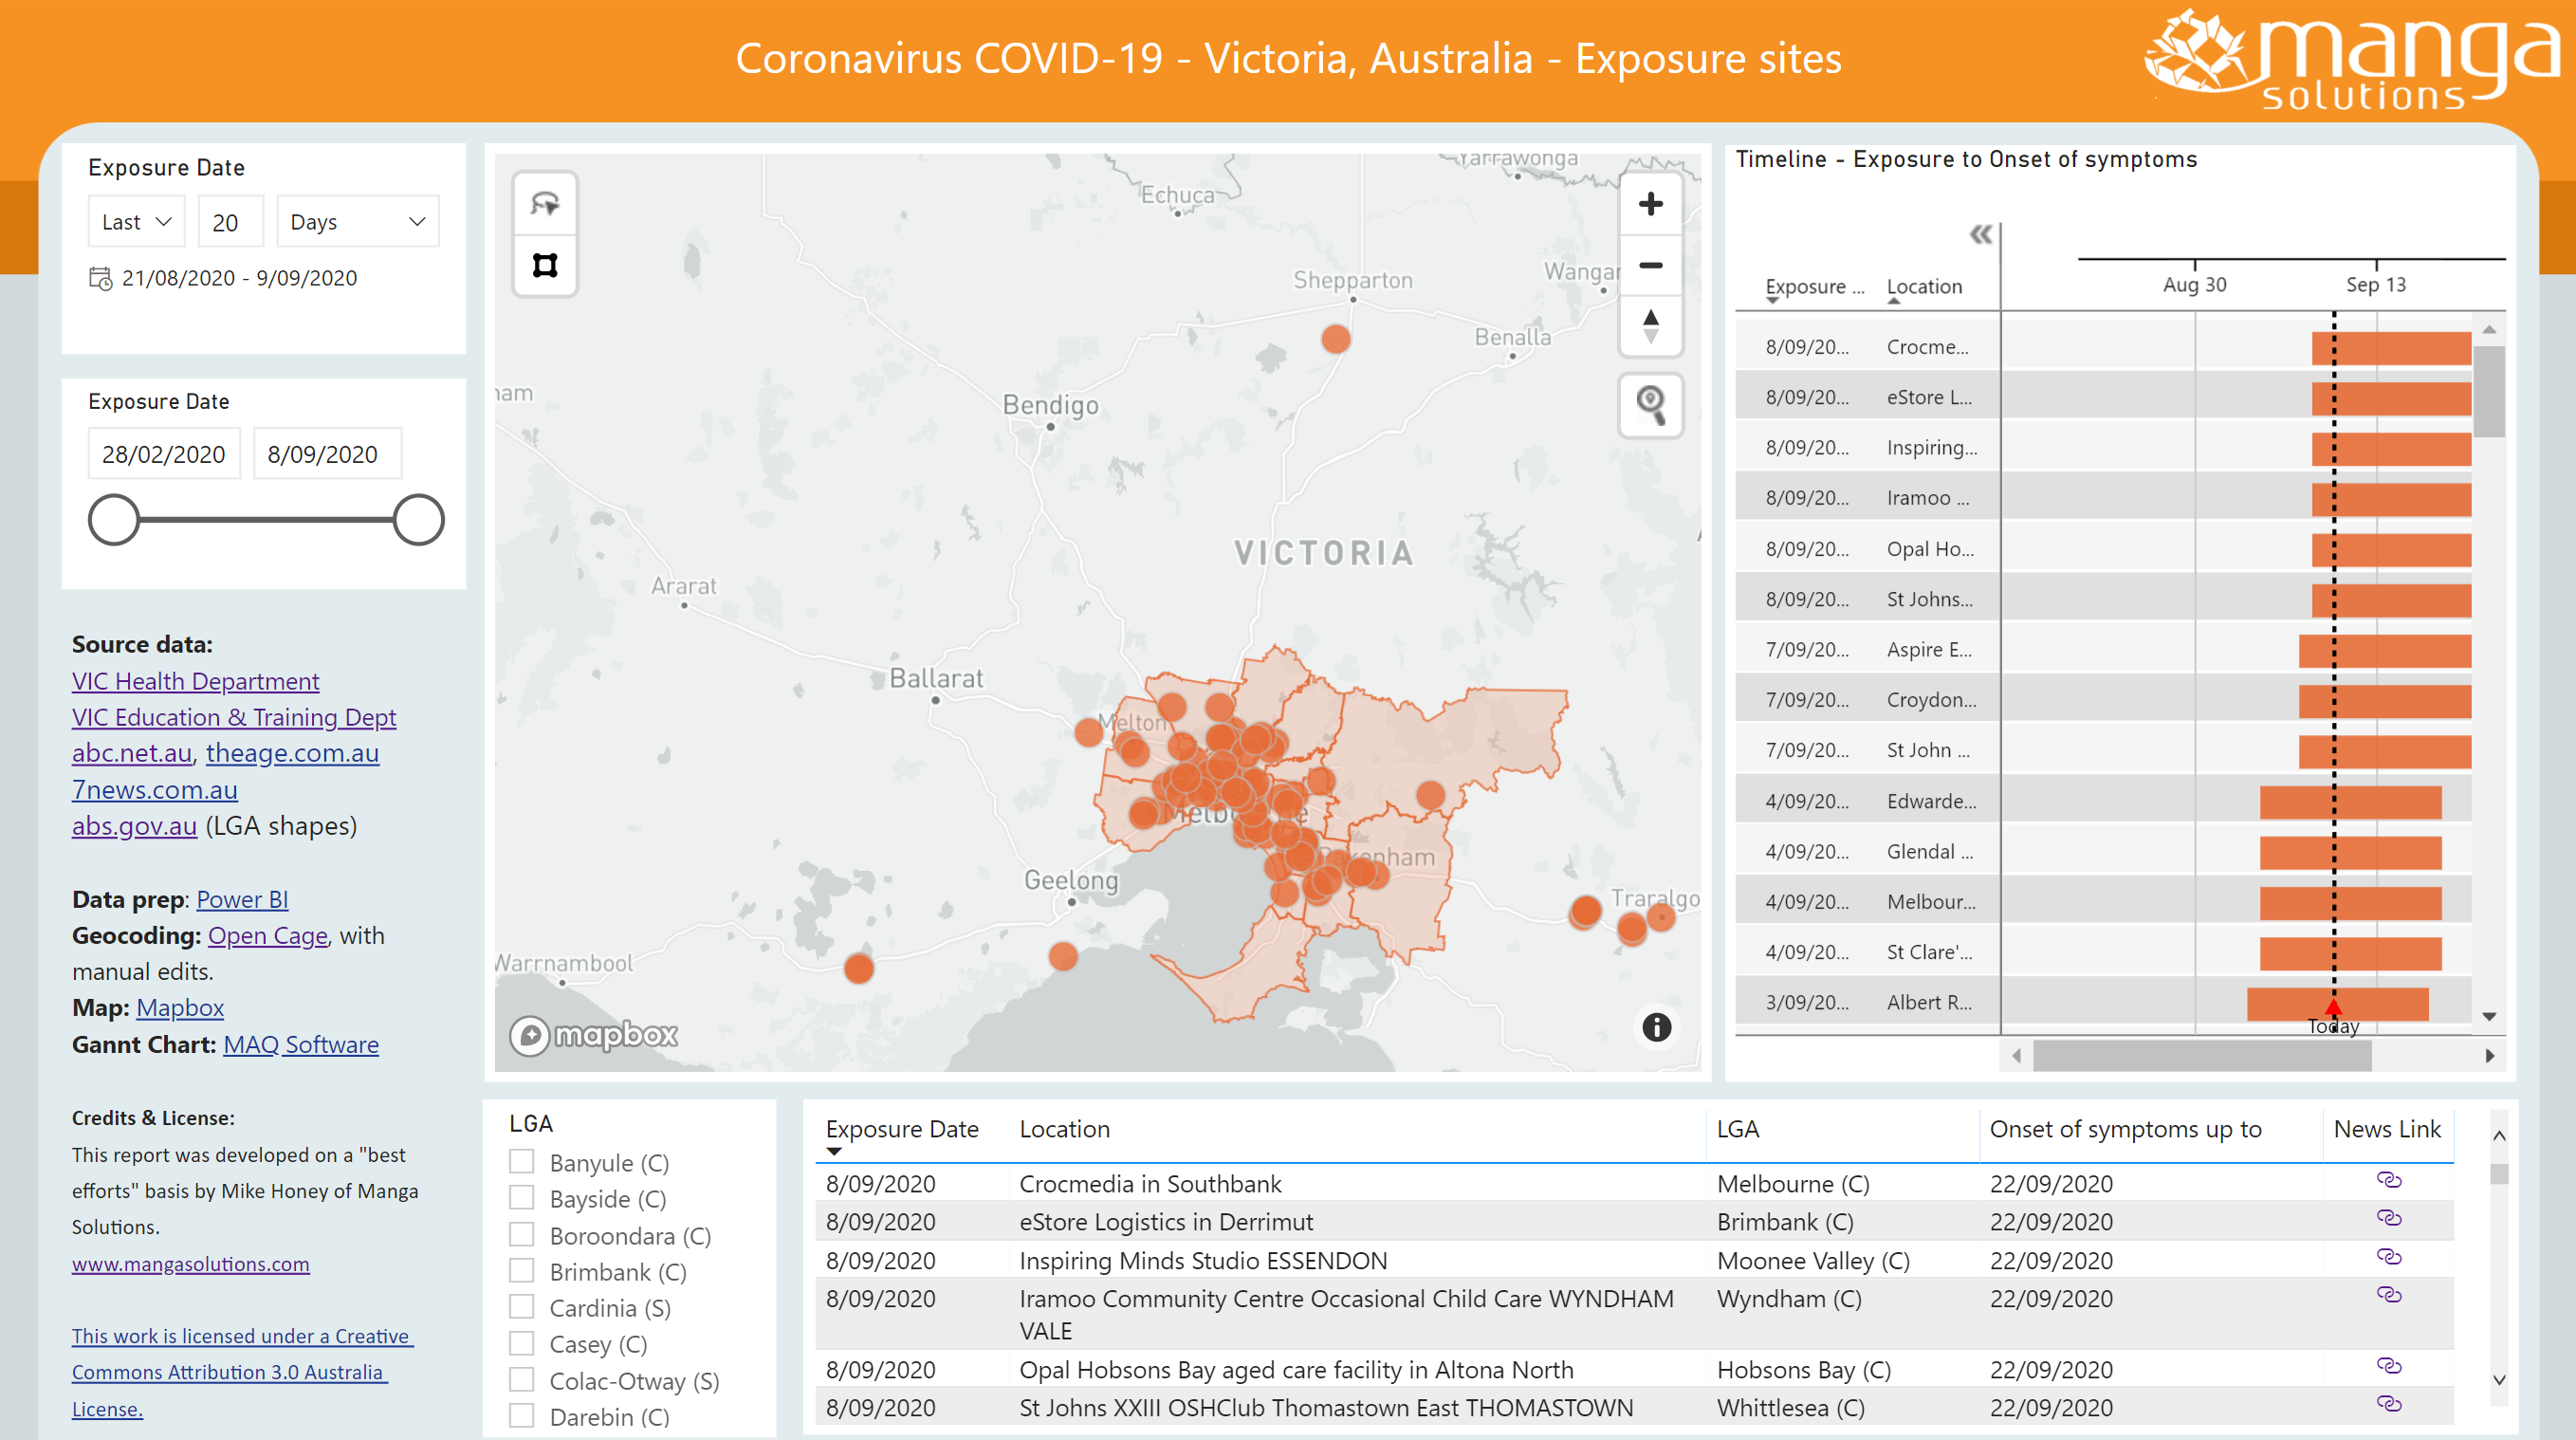 Coronavirus COVID-19 - Victoria, Australia - Exposure sites
manga
solutions
Exposure Date
Last
20
Days
21/08/2020 - 9/09/2020
Exposure Date
28/02/2020
8/09/2020
Source data:
VIC Health Department
VIC Education & Training Dept
abc.net.au, theage.com.au
7news.com.au
abs.gov.au (LGA shapes)
Data prep: Power BI
Geocoding: Open Cage, with
manual edits.
Map: Mapbox
Gannt Chart: MAQ Software
Credits & License:
This report was developed on a "best
efforts" basis by Mike Honey of Manga
Solutions.
www.mangasolutions.com
This work is licensed under a Creative
Commons Attribution 3.0 Australia
License.
Yarrawonga
Echuca
Shepparton
Wangar
Benalla
ham
Bendigo
VICTORIA
Ararat
Ballarat
Melton
Melbourne
Pakenham
Geelong
Traralgo
Warrnambool
mapbox
Timeline - Exposure to Onset of symptoms
Exposure ... Location
Aug 30 Sep 13
8/09/20... Crocme...
8/09/20... eStore L...
8/09/20... Inspiring...
8/09/20... Iramoo ...
8/09/20... Opal Ho...
8/09/20... St Johns...
7/09/20... Aspire E...
7/09/20... Croydon...
7/09/20... St John ...
4/09/20... Edwarde...
4/09/20... Glendal ...
4/09/20... Melbour...
4/09/20... St Clare'...
3/09/20... Albert R...
Today
LGA
Banyule (C)
Bayside (C)
Boroondara (C)
Brimbank (C)
Cardinia (S)
Casey (C)
Colac-Otway (S)
Darebin (C)
Exposure Date Location LGA Onset of symptoms up to News Link
8/09/2020 Crocmedia in Southbank Melbourne (C) 22/09/2020
8/09/2020 eStore Logistics in Derrimut Brimbank (C) 22/09/2020
8/09/2020 Inspiring Minds Studio ESSENDON Moonee Valley (C) 22/09/2020
8/09/2020 Iramoo Community Centre Occasional Child Care WYNDHAM Wyndham (C) 22/09/2020
VALE
8/09/2020 Opal Hobsons Bay aged care facility in Altona North Hobsons Bay (C) 22/09/2020
8/09/2020 St Johns XXIII OSHClub Thomastown East THOMASTOWN Whittlesea (C) 22/09/2020